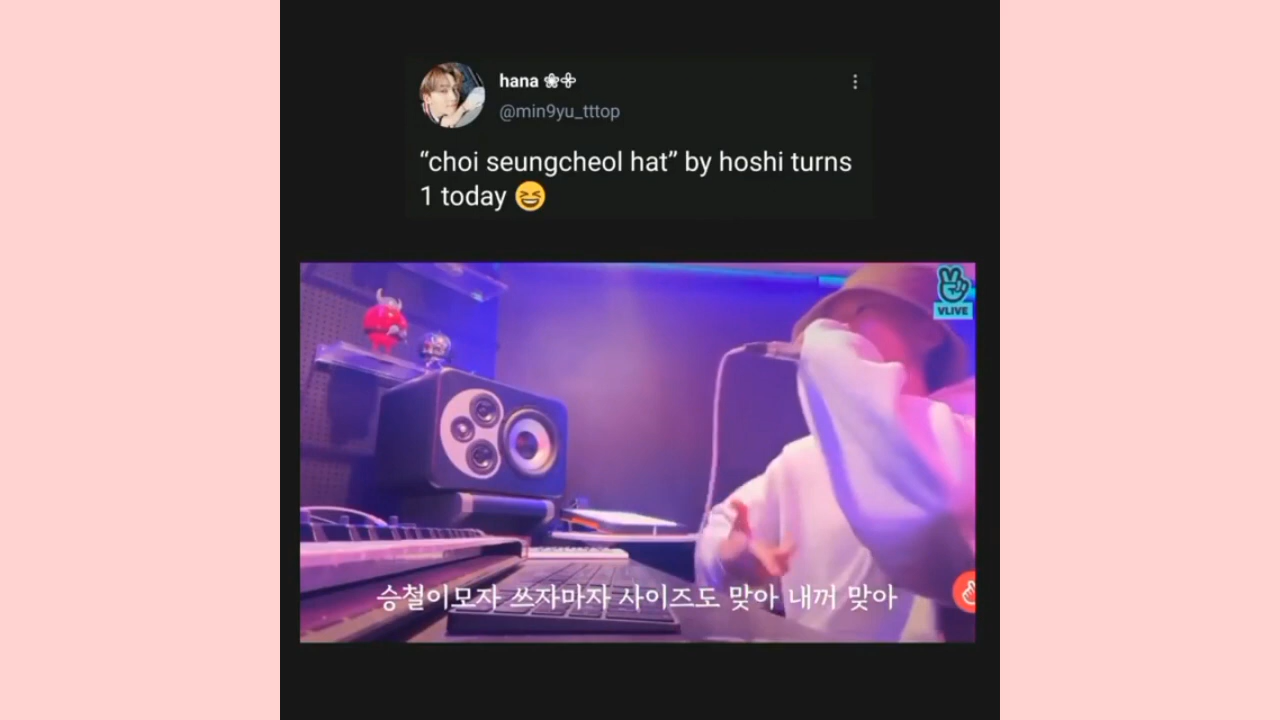 hana ❀✤
@min9yu_tttop
“choi seungcheol hat” by hoshi turns
1 today 😆
VLIVE
승철이모자 쓰자마자 사이즈도 맞아 내꺼 맞아